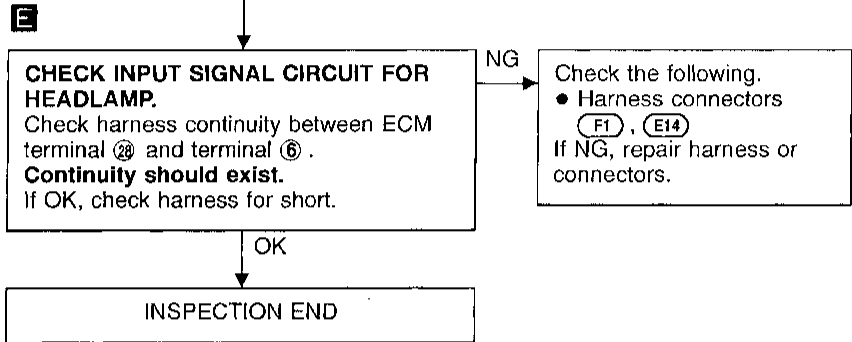 E
CHECK INPUT SIGNAL CIRCUIT FOR
HEADLAMP.
Check harness continuity between ECM
terminal ㉘ and terminal ⑥ .
Continuity should exist.
If OK, check harness for short.
NG
Check the following.
● Harness connectors
F1 , E14
If NG, repair harness or
connectors.
OK
INSPECTION END